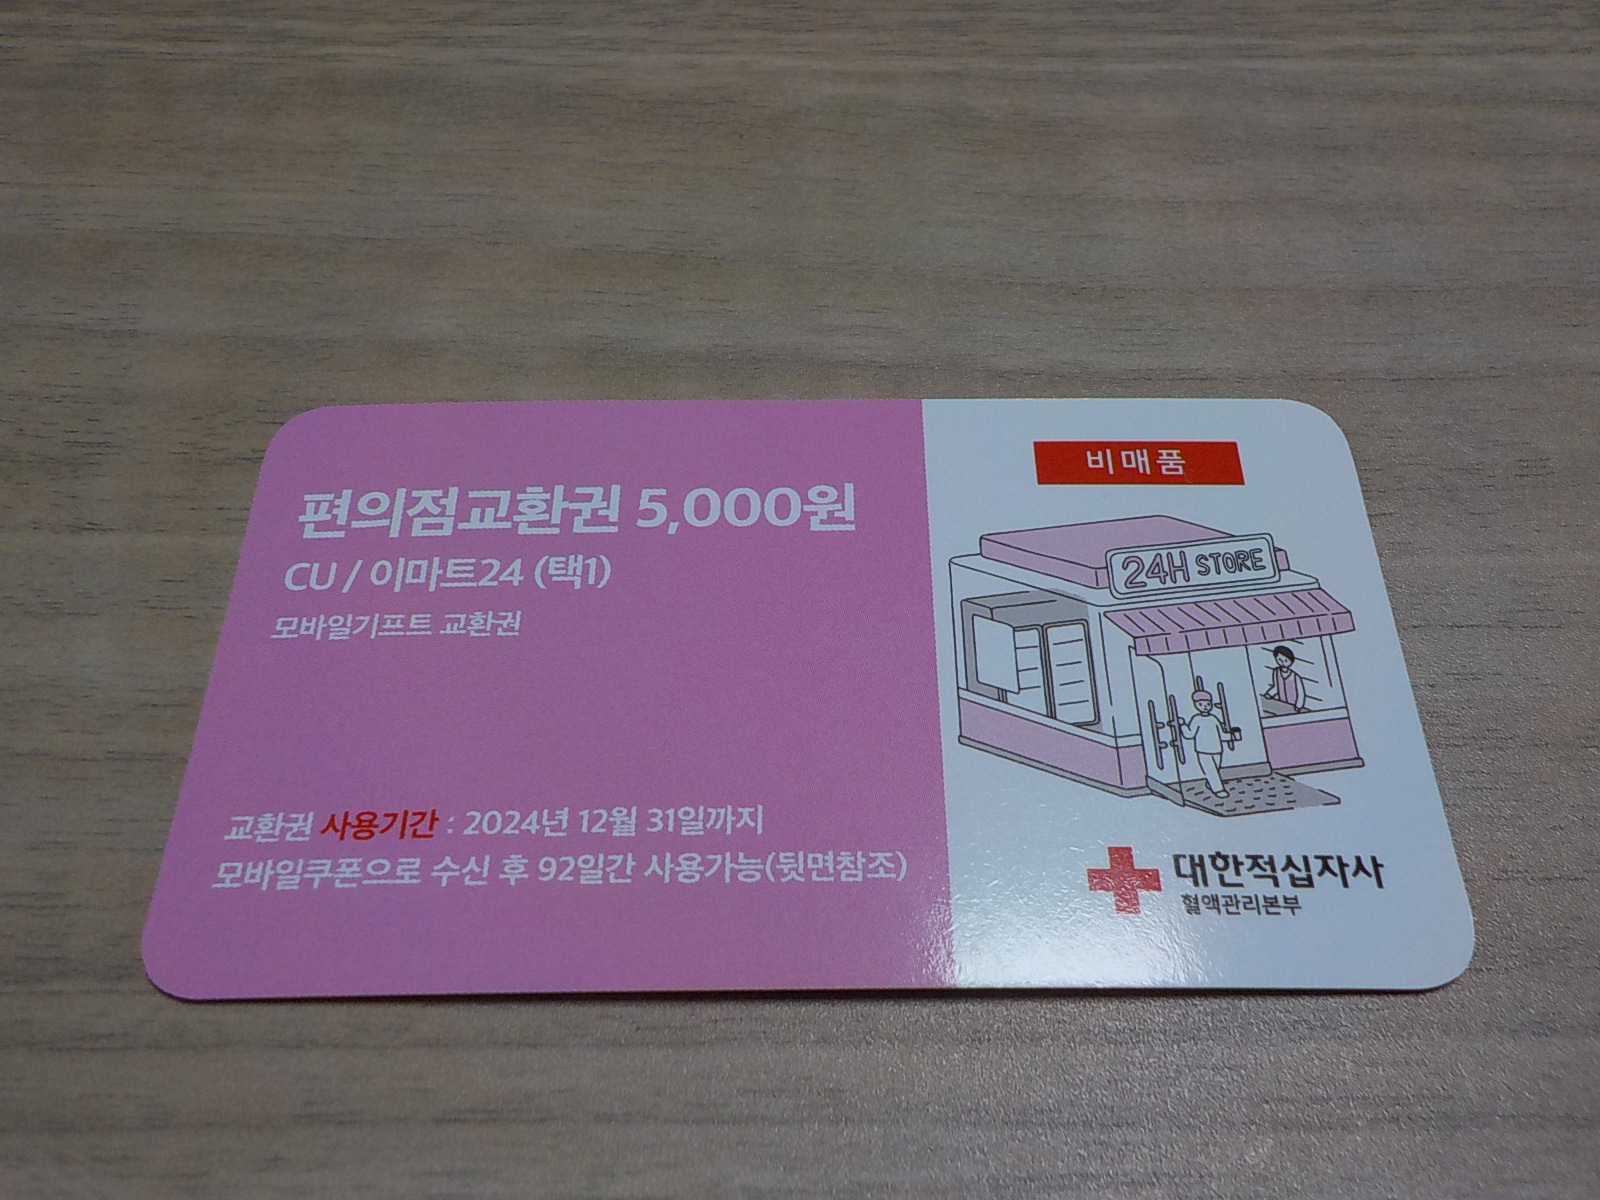 편의점교환권 5,000원
CU / 이마트24 (택1)
모바일기프트 교환권
교환권 사용기간 : 2024년 12월 31일까지
모바일쿠폰으로 수신 후 92일간 사용가능(뒷면참조)
비매품
24H STORE
대한적십자사
혈액관리본부